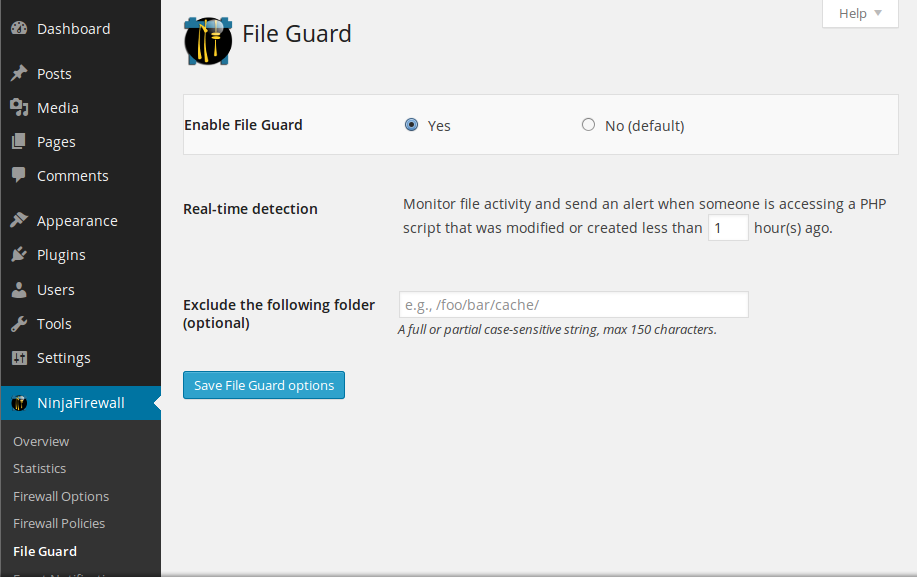 Help
File Guard
Dashboard
Posts
Media
Pages
Comments
Appearance
Plugins
Users
Tools
Settings
NinjaFirewall
Overview
Statistics
Firewall Options
Firewall Policies
File Guard
Enable File Guard
Yes
No (default)
Real-time detection
Monitor file activity and send an alert when someone is accessing a PHP
script that was modified or created less than 1 hour(s) ago.
Exclude the following folder
(optional)
e.g., /foo/bar/cache/
A full or partial case-sensitive string, max 150 characters.
Save File Guard options